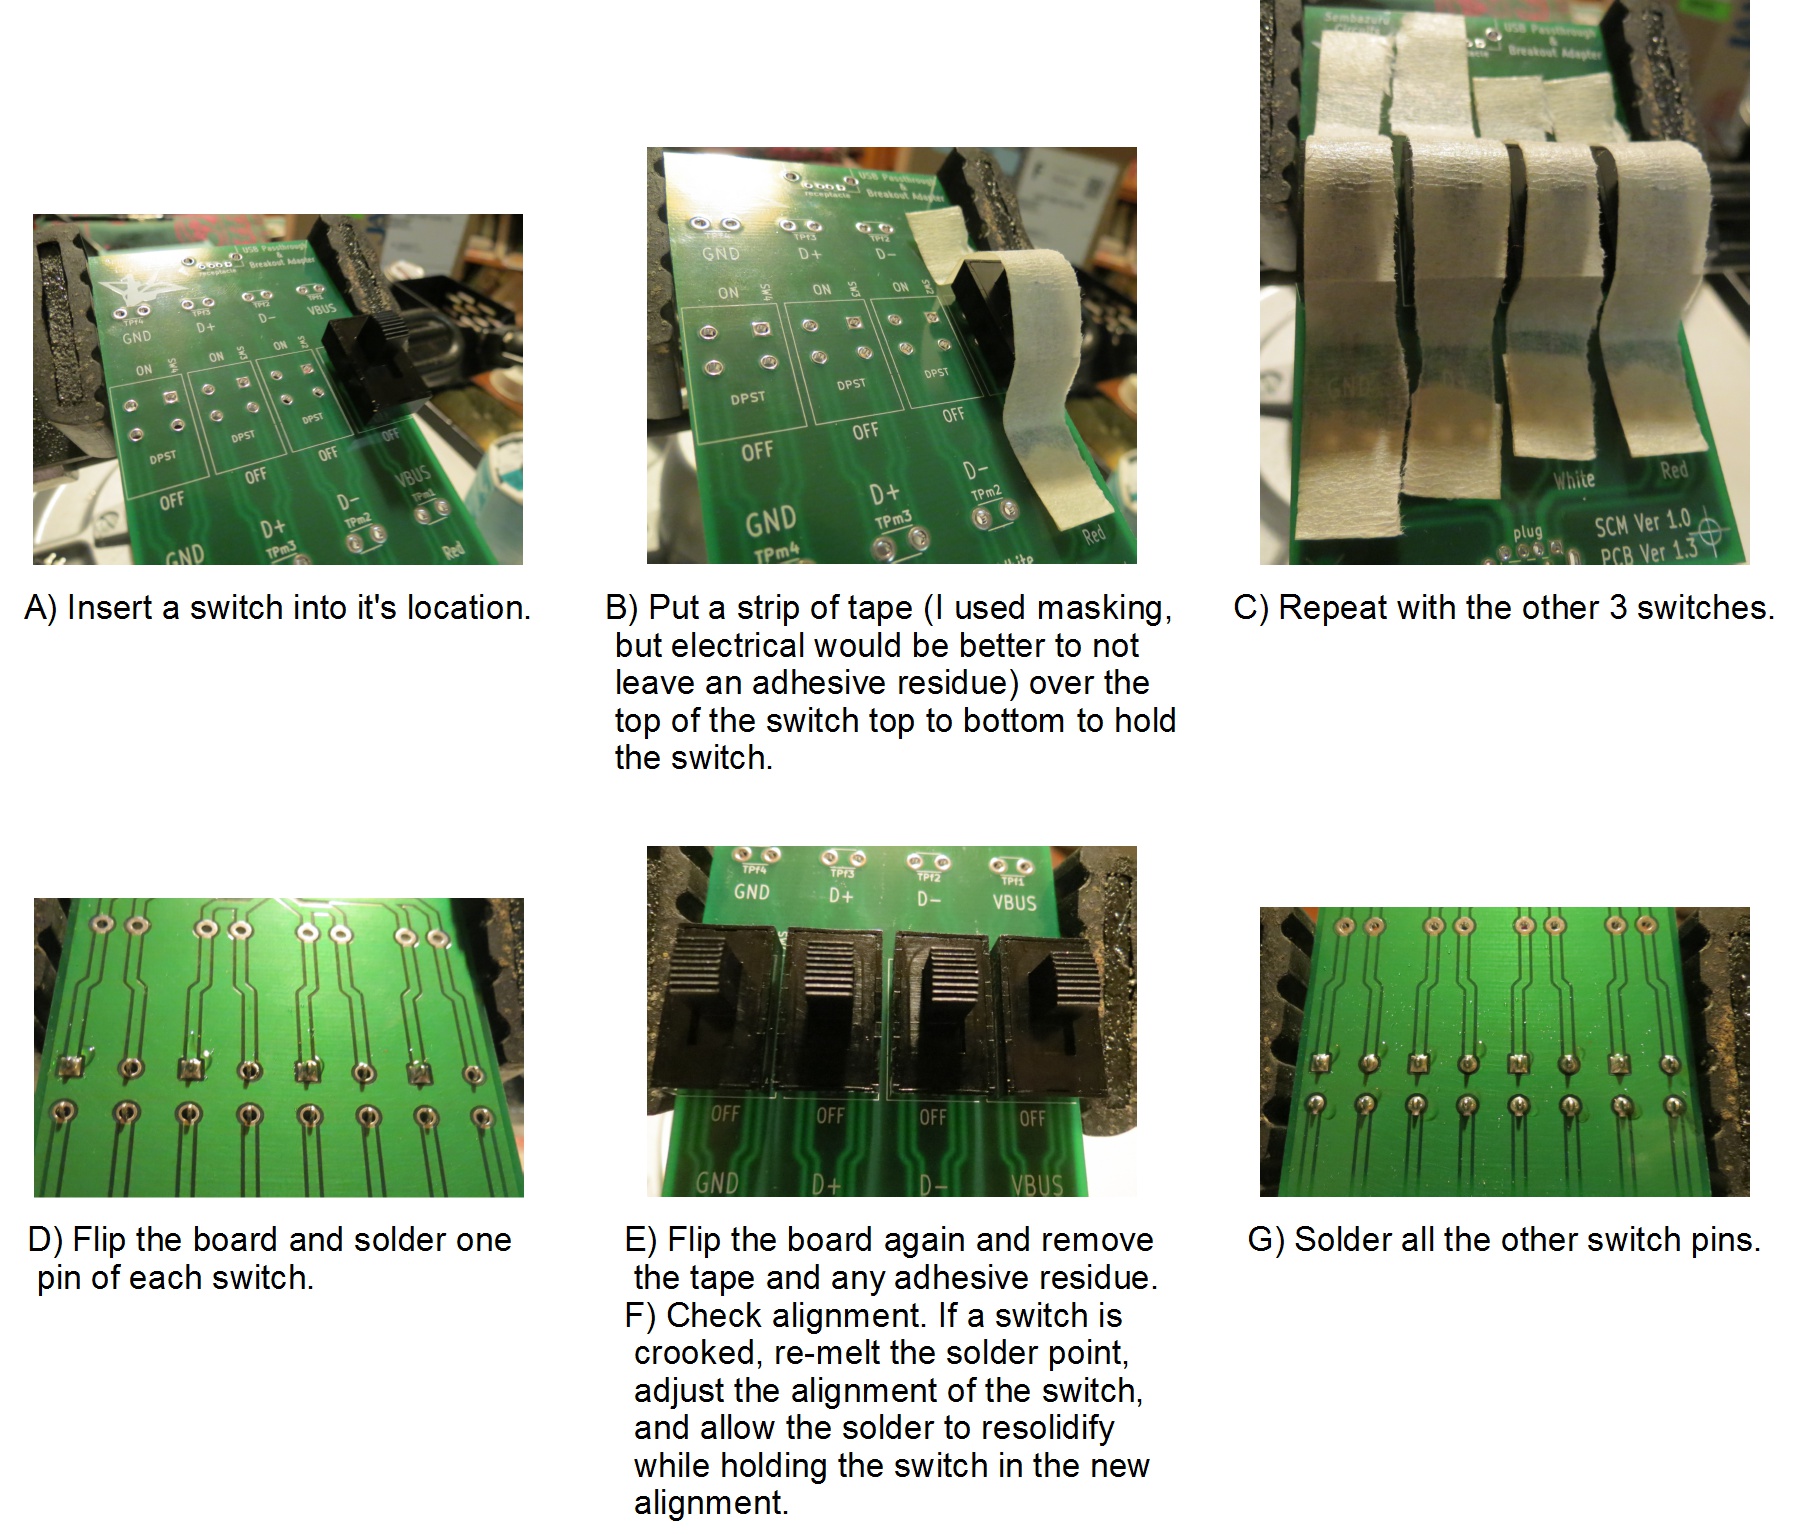 Sembazuru
Circuits
USB Passthrough
&
Breakout Adapter
USB Passthrough
&
Breakout Adapter
receptacle
TPf4
TPf3
TPf2
TPf1
GND
D+
D-
VBUS
ON
SW4
ON
SW3
ON
SW2
DPST
DPST
DPST
OFF
OFF
OFF
OFF
GND
D+
D-
VBUS
TPm3
TPm2
TPm1
Red
USB Passthrough
&
Breakout Adapter
receptacle
TPf3
TPf2
GND
D+
D-
ON
SW4
ON
SW3
ON
SW2
DPST
DPST
DPST
OFF
OFF
OFF
GND
D+
D-
TPm4
TPm3
TPm2
Red
White
Red
plug
SCM Ver 1.0
PCB Ver 1.3
A) Insert a switch into it's location.
B) Put a strip of tape (I used masking,
but electrical would be better to not
leave an adhesive residue) over the
top of the switch top to bottom to hold
the switch.
C) Repeat with the other 3 switches.
TPf4
TPf3
TPf2
TPf1
GND
D+
D-
VBUS
OFF
OFF
OFF
OFF
GND
D+
D-
VBUS
D) Flip the board and solder one
pin of each switch.
E) Flip the board again and remove
the tape and any adhesive residue.
F) Check alignment. If a switch is
crooked, re-melt the solder point,
adjust the alignment of the switch,
and allow the solder to resolidify
while holding the switch in the new
alignment.
G) Solder all the other switch pins.